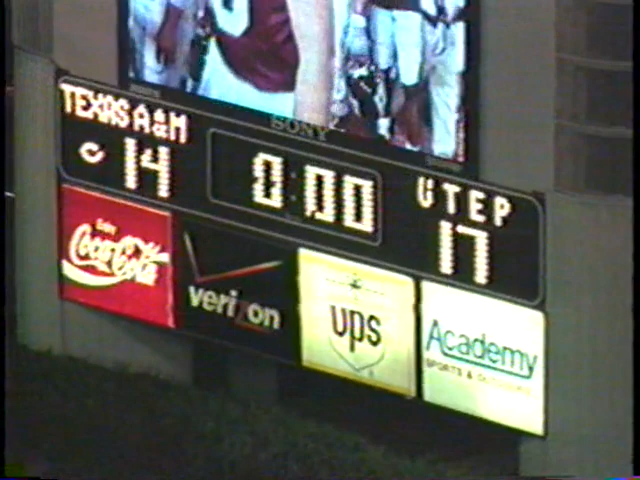 SONY
TEXAS A&M
14
0:00
UTEP
17
Enjoy
Coca-Cola
verizon
ups
Academy
SPORTS & OUTDOORS